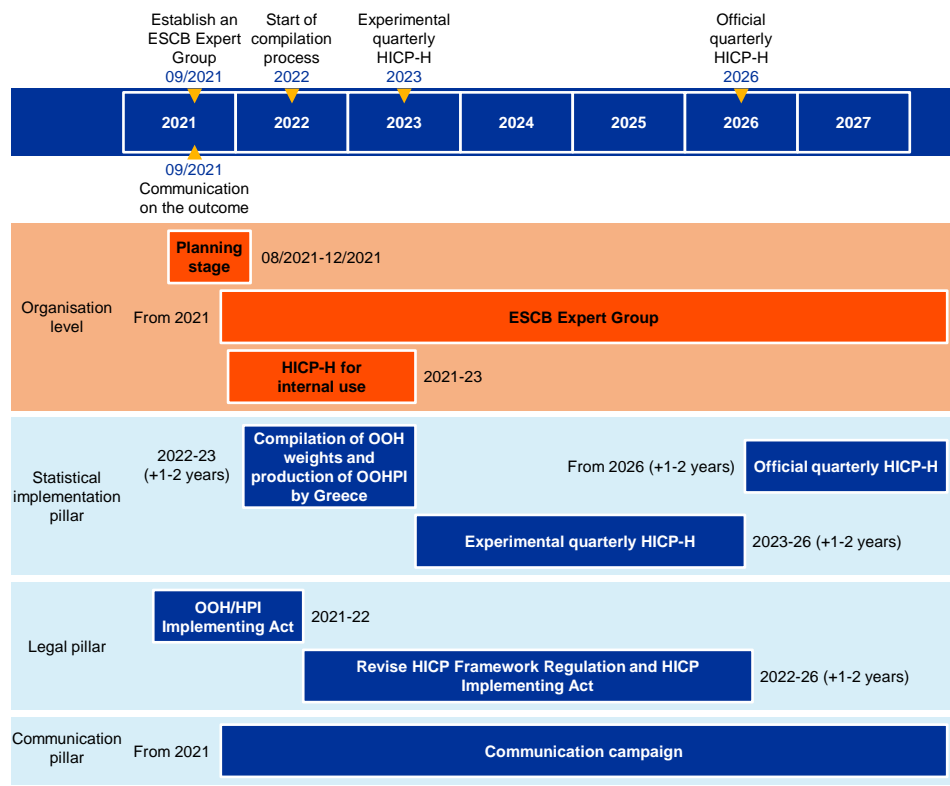 Establish an
ESCB Expert
Group
09/2021
Start of
compilation
process
2022
Experimental
quarterly
HICP-H
2023
Official
quarterly
HICP-H
2026
2021
2022
2023
2024
2025
2026
2027
09/2021
Communication
on the outcome
Organisation
level
Planning
stage
08/2021-12/2021
From 2021
ESCB Expert Group
HICP-H for
internal use
2021-23
Statistical
implementation
pillar
2022-23
(+1-2 years)
Compilation of OOH
weights and
production of OOHPI
by Greece
From 2026 (+1-2 years)
Official quarterly HICP-H
Experimental quarterly HICP-H
2023-26 (+1-2 years)
Legal pillar
OOH/HPI
Implementing Act
2021-22
Revise HICP Framework Regulation and HICP
Implementing Act
2022-26 (+1-2 years)
Communication
pillar
From 2021
Communication campaign